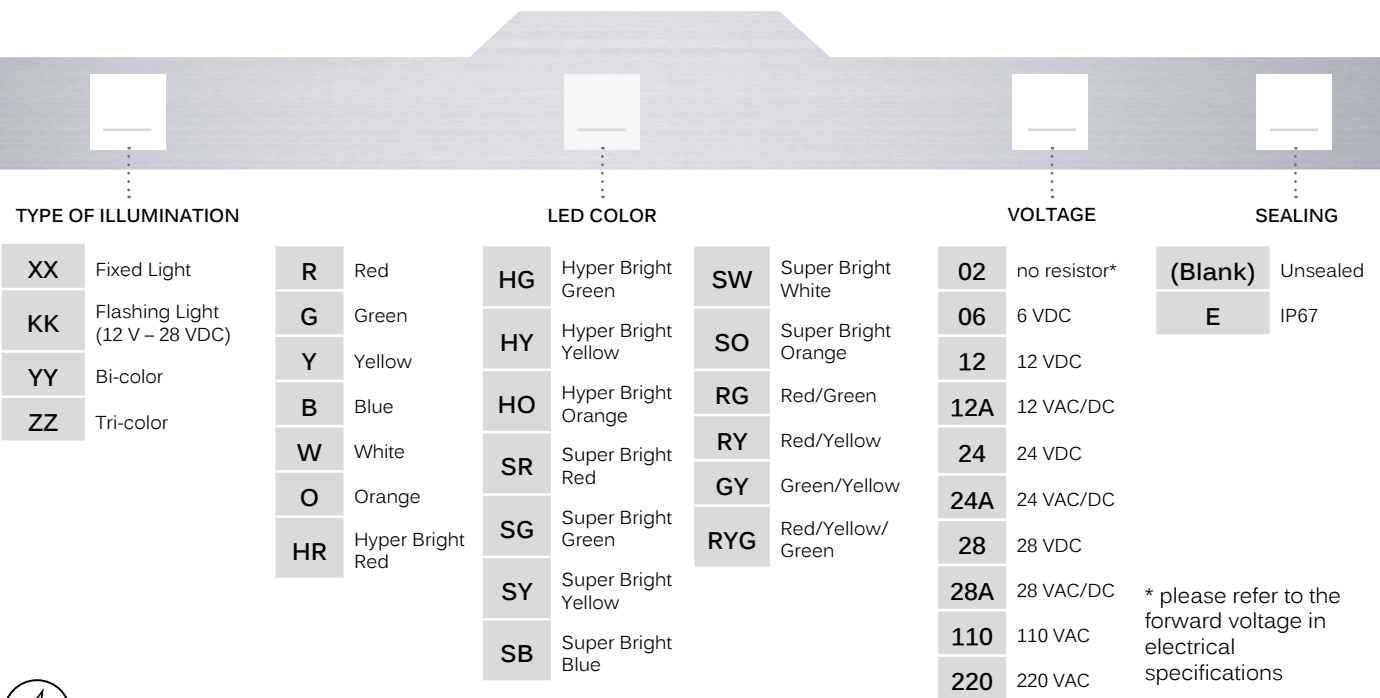 TYPE OF ILLUMINATION
XX Fixed Light
KK Flashing Light
(12 V – 28 VDC)
YY Bi-color
ZZ Tri-color
LED COLOR
R Red
G Green
Y Yellow
B Blue
W White
O Orange
HR Hyper Bright
Red
HG Hyper Bright
Green
HY Hyper Bright
Yellow
HO Hyper Bright
Orange
SR Super Bright
Red
SG Super Bright
Green
SY Super Bright
Yellow
SB Super Bright
Blue
SW Super Bright
White
SO Super Bright
Orange
RG Red/Green
RY Red/Yellow
GY Green/Yellow
RYG Red/Yellow/
Green
VOLTAGE
02 no resistor*
06 6 VDC
12 12 VDC
12A 12 VAC/DC
24 24 VDC
24A 24 VAC/DC
28 28 VDC
28A 28 VAC/DC
110 110 VAC
220 220 VAC
SEALING
(Blank) Unsealed
E IP67
* please refer to the
forward voltage in
electrical
specifications